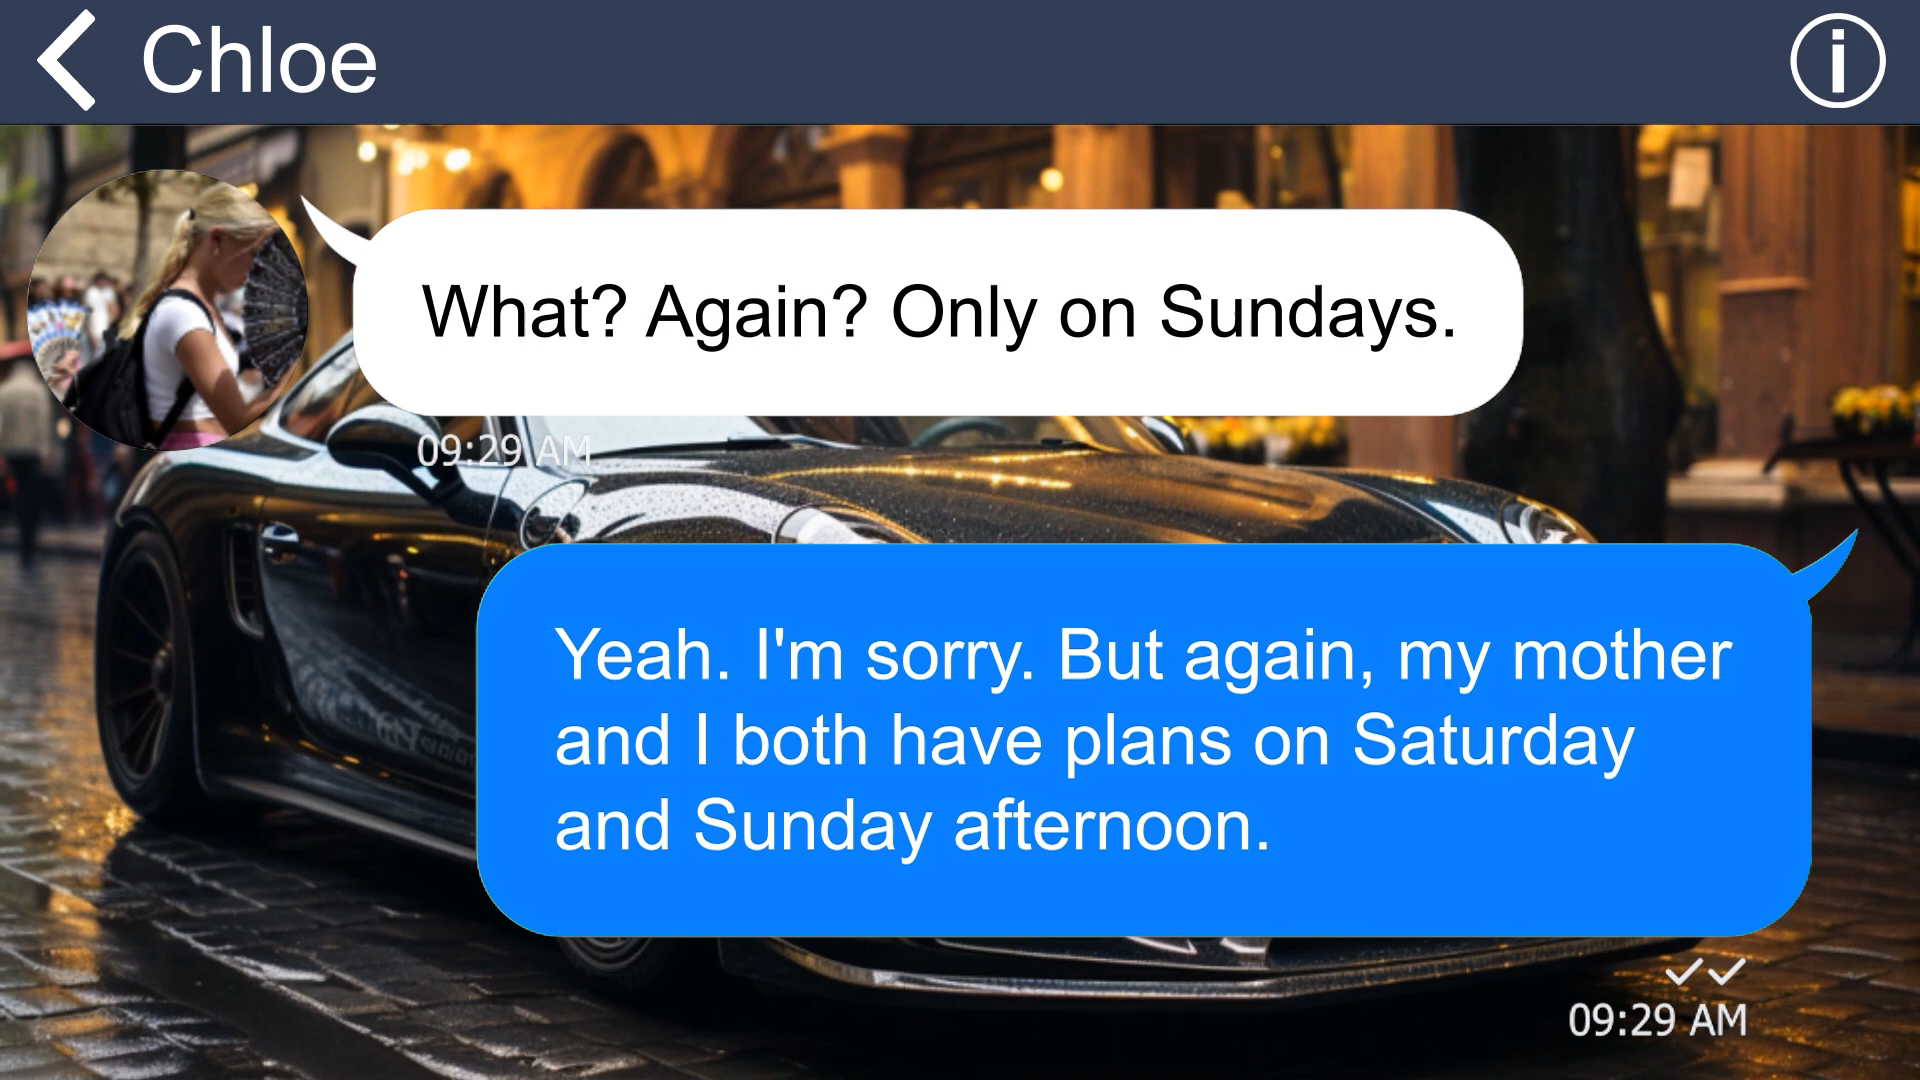 Chloe
What? Again? Only on Sundays.
09:29 AM
Yeah. I'm sorry. But again, my mother
and I both have plans on Saturday
and Sunday afternoon.
09:29 AM